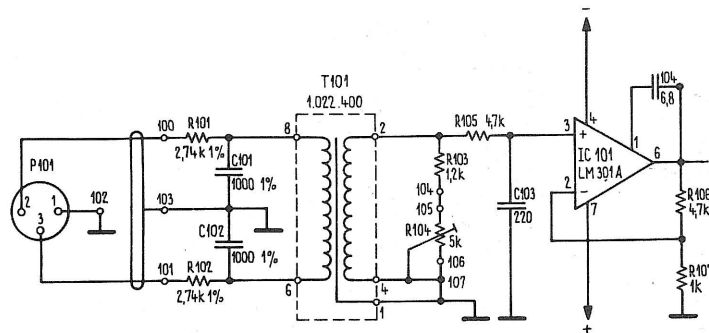 −
T101
1.022.400
104
6,8
100
R101
2,74k 1%
8
2
R105 4,7k
3
+
4
1
IC 101
LM 301A
6
P101
2
1
3
102
103
C101
1000 1%
R103
1,2k
104
105
C103
220
2
−
7
R106
4,7k
C102
1000 1%
R104
5k
106
107
101
R102
2,74k 1%
6
4
1
R107
1k
+